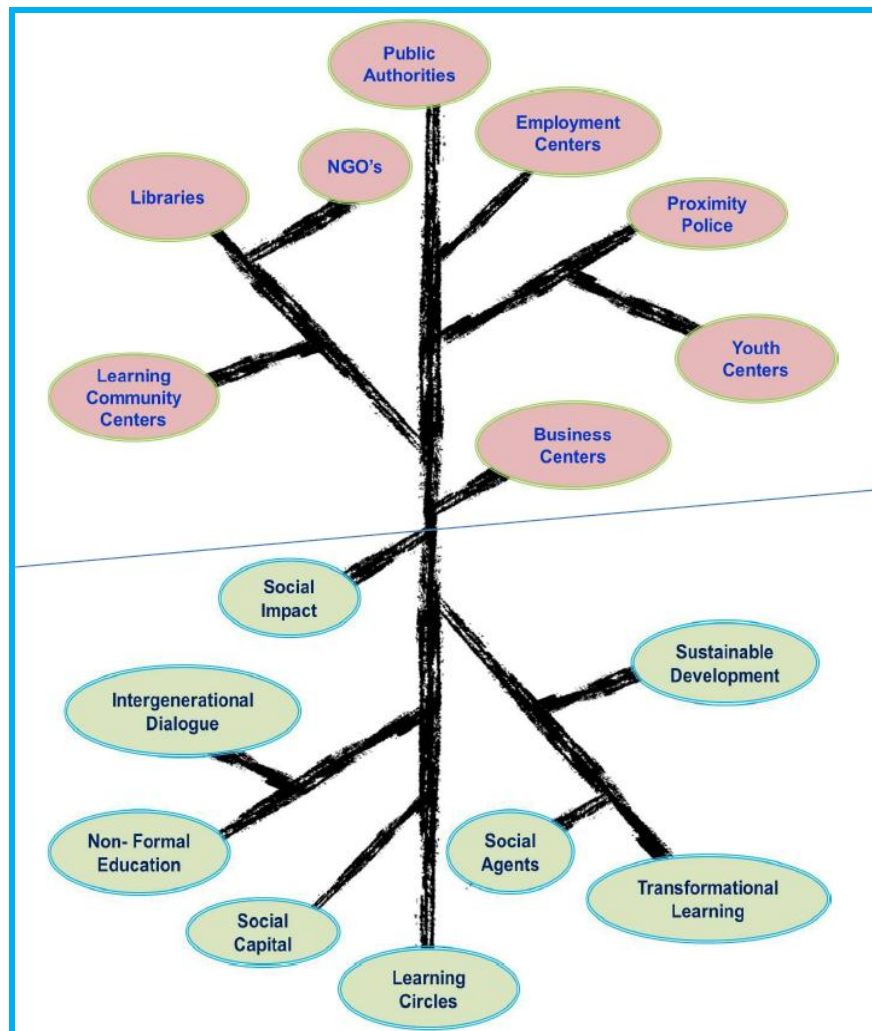 Public
Authorities
Employment
Centers
NGO's
Libraries
Proximity
Police
Youth
Centers
Learning
Community
Centers
Business
Centers
Social
Impact
Sustainable
Development
Intergenerational
Dialogue
Non- Formal
Education
Social
Agents
Transformational
Learning
Social
Capital
Learning
Circles